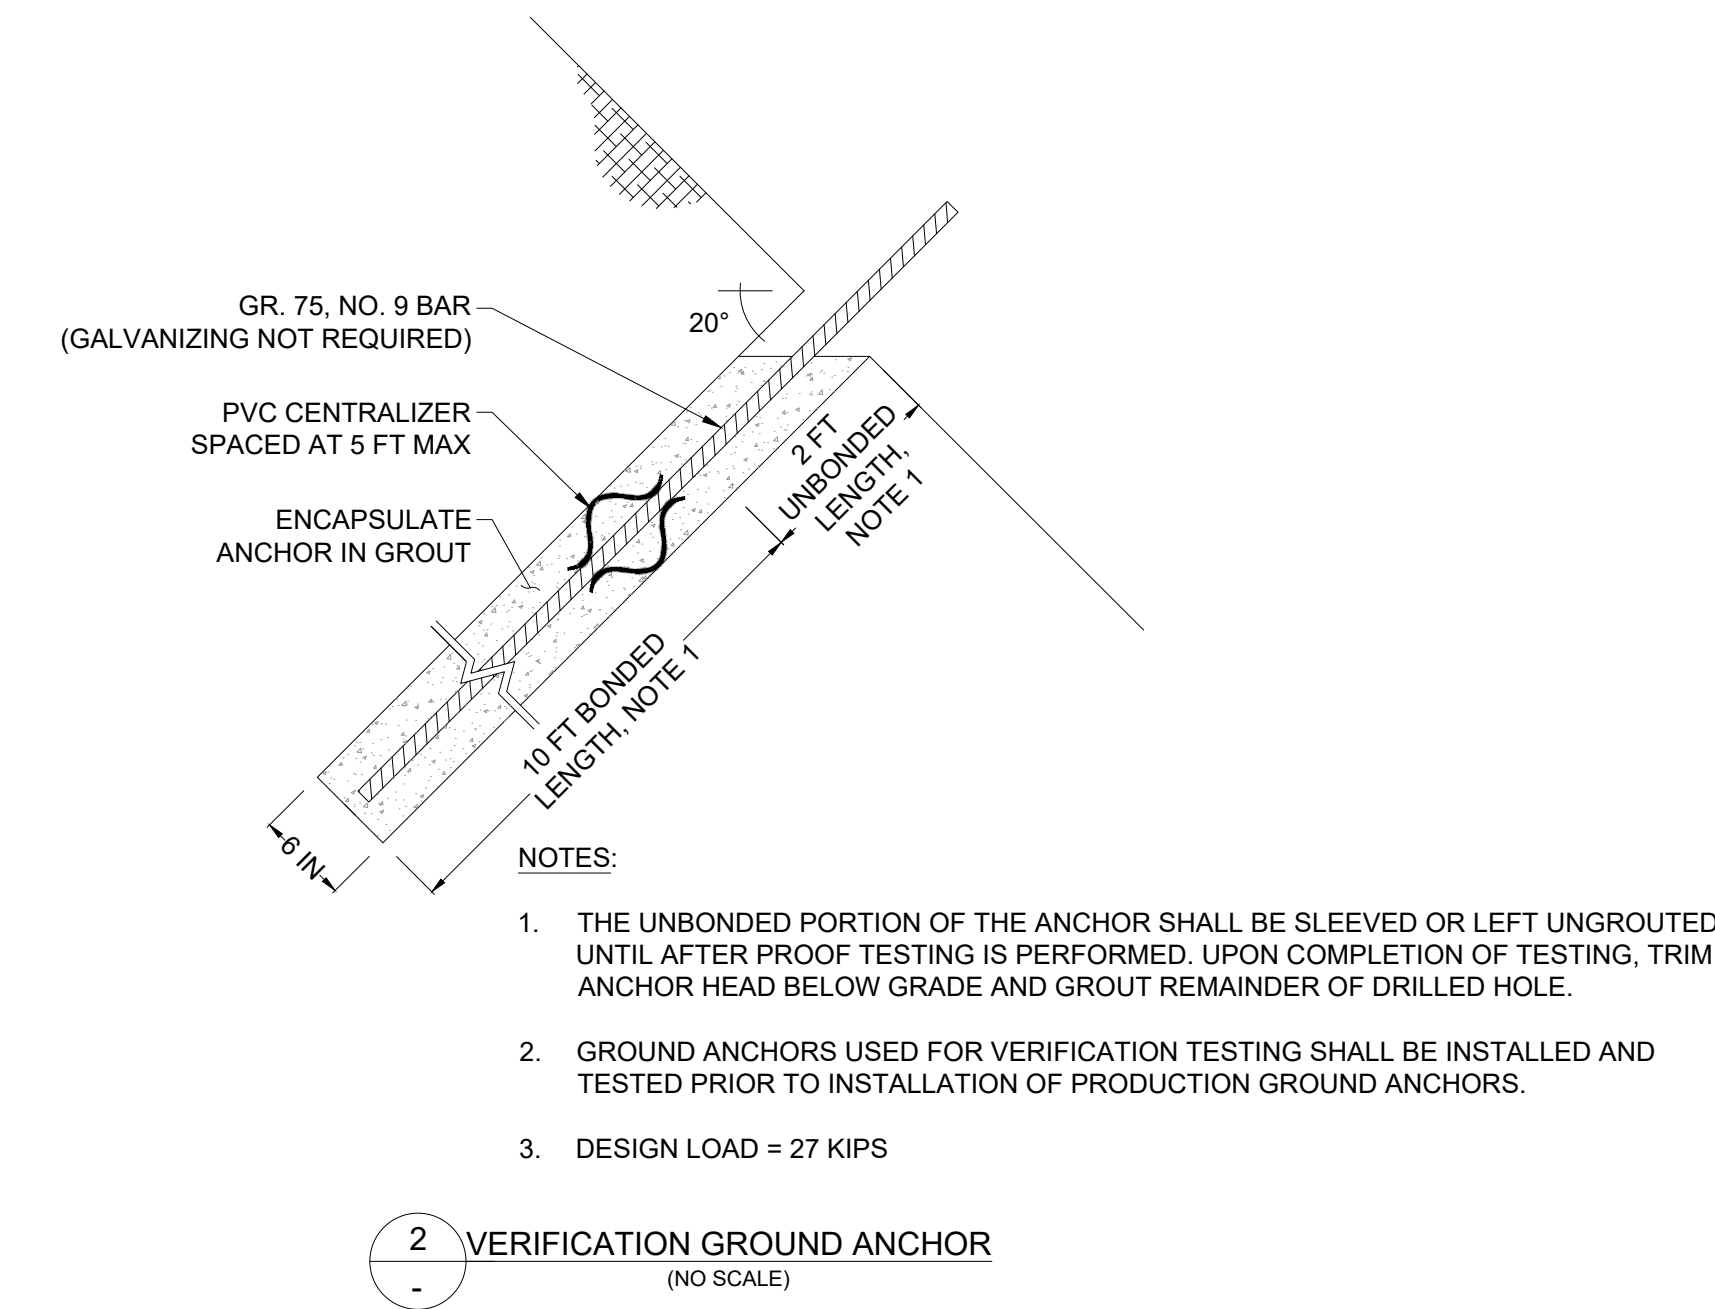 GR. 75, NO. 9 BAR
(GALVANIZING NOT REQUIRED)
20°
PVC CENTRALIZER
SPACED AT 5 FT MAX
2 FT
UNBONDED
LENGTH,
NOTE 1
ENCAPSULATE
ANCHOR IN GROUT
10 FT BONDED
LENGTH, NOTE 1
6 IN
NOTES:
1. THE UNBONDED PORTION OF THE ANCHOR SHALL BE SLEEVED OR LEFT UNGROUTED
UNTIL AFTER PROOF TESTING IS PERFORMED. UPON COMPLETION OF TESTING, TRIM
ANCHOR HEAD BELOW GRADE AND GROUT REMAINDER OF DRILLED HOLE.
2. GROUND ANCHORS USED FOR VERIFICATION TESTING SHALL BE INSTALLED AND
TESTED PRIOR TO INSTALLATION OF PRODUCTION GROUND ANCHORS.
3. DESIGN LOAD = 27 KIPS
2
-
VERIFICATION GROUND ANCHOR
(NO SCALE)